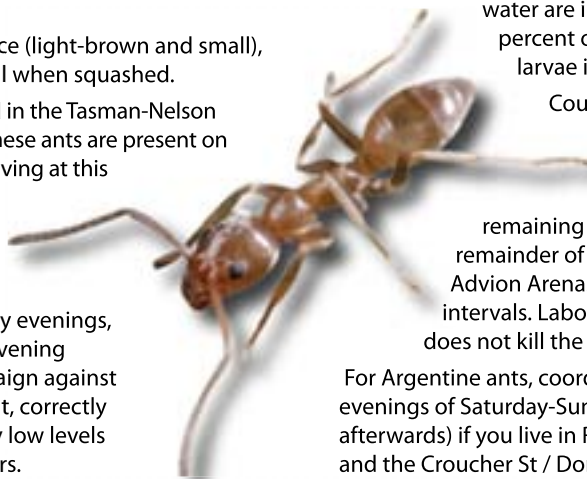 ce (light-brown and small),
l when squashed.
in the Tasman-Nelson
hese ants are present on
ving at this
y evenings,
vening
aign against
t, correctly
y low levels
rs.
water are i
percent
larvae i
Cou
remaining
remainder of
Advion Arena
intervals. Labo
does not kill the
For Argentine ants, coor
evenings of Saturday-Sun
afterwards) if you live in
and the Croucher St / Do